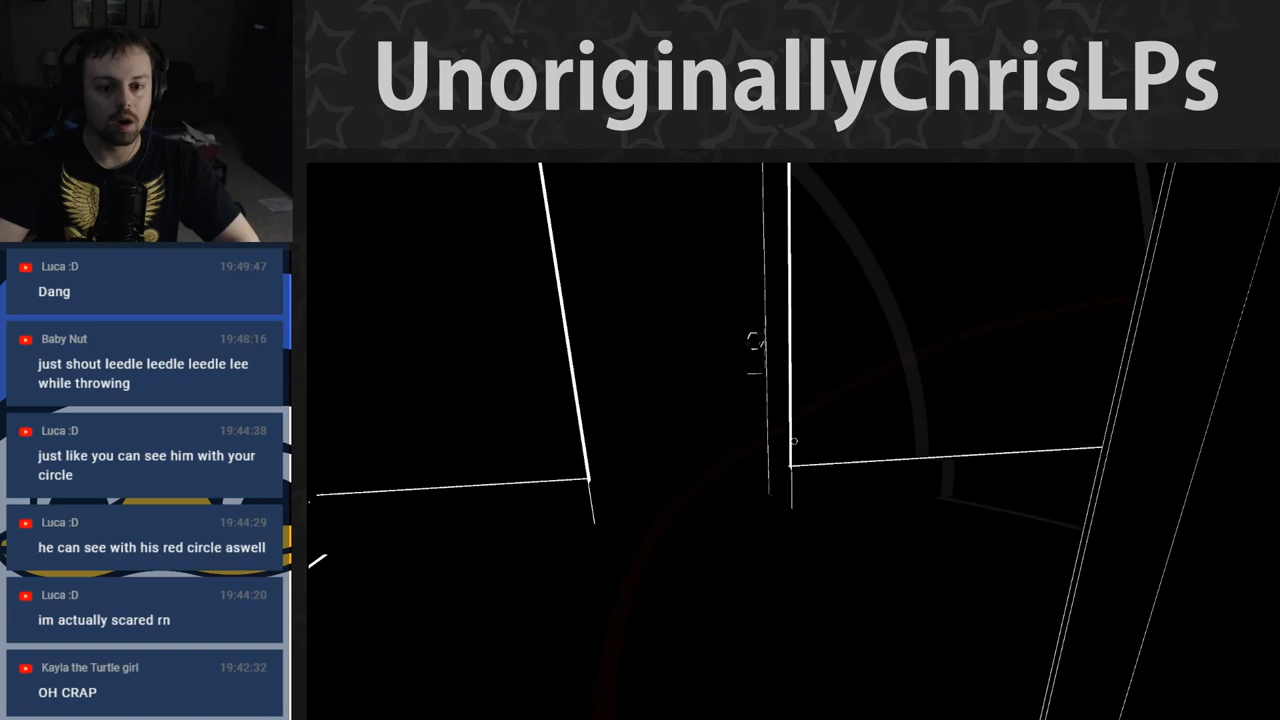 UnoriginallyChrisLPs
Luca :D 19:49:47
Dang
Baby Nut 19:48:16
just shout leedle leedle leedle lee
while throwing
Luca :D 19:44:38
just like you can see him with your
circle
Luca :D 19:44:29
he can see with his red circle aswell
Luca :D 19:44:20
im actually scared rn
Kayla the Turtle girl 19:42:32
OH CRAP